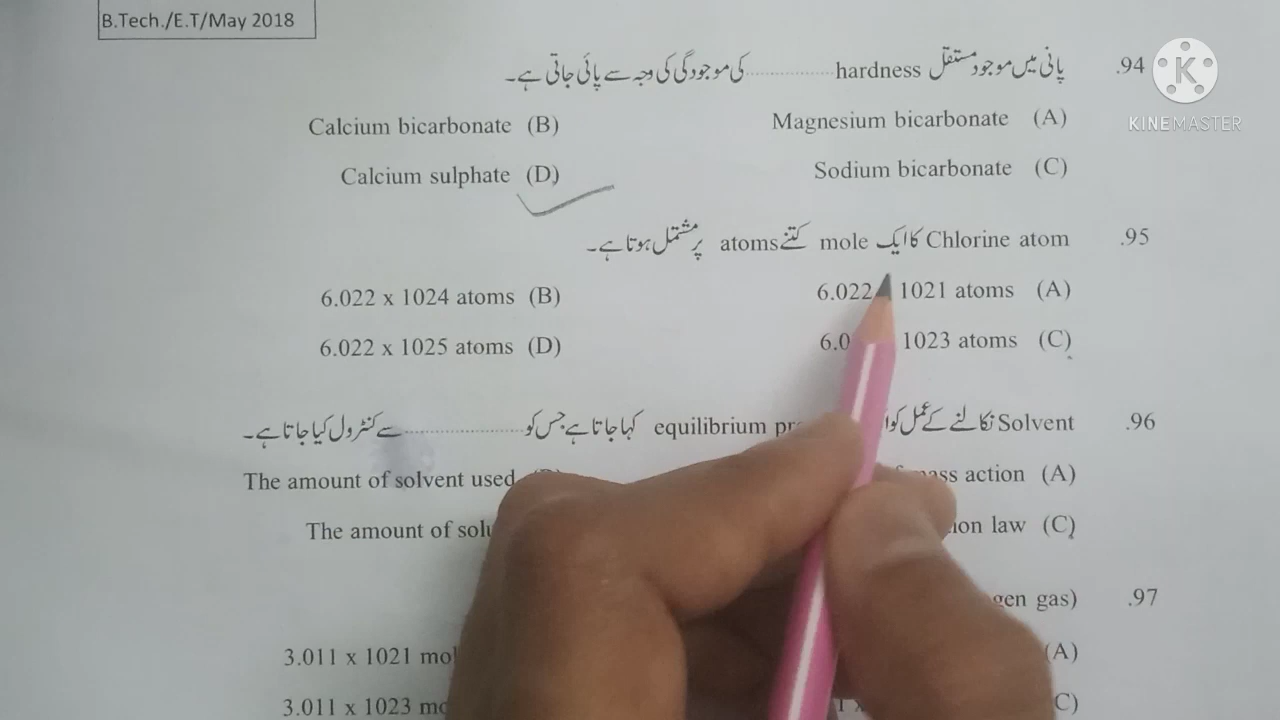 B.Tech./E.T/May 2018
94. پانی میں موجود مستقل hardness .................. کی موجودگی کی وجہ سے پائی جاتی ہے۔
(A) Magnesium bicarbonate (B) Calcium bicarbonate
(C) Sodium bicarbonate (D) Calcium sulphate
95. Chlorine atom کا ایک mole کتنے atoms پر مشتمل ہوتا ہے۔
(A) 6.022 1021 atoms (B) 6.022 x 1024 atoms
(C) 6.0 1023 atoms (D) 6.022 x 1025 atoms
96. Solvent نکالنے کے عمل کو equilibrium کہا جاتا ہے جس کو .................. سے کنٹرول کیا جاتا ہے۔
(A) mass action The amount of solvent used
(C) law The amount of
97. gas)
(A) 3.011 x 1021
C) 3.011 x 1023
K
KINEMASTER